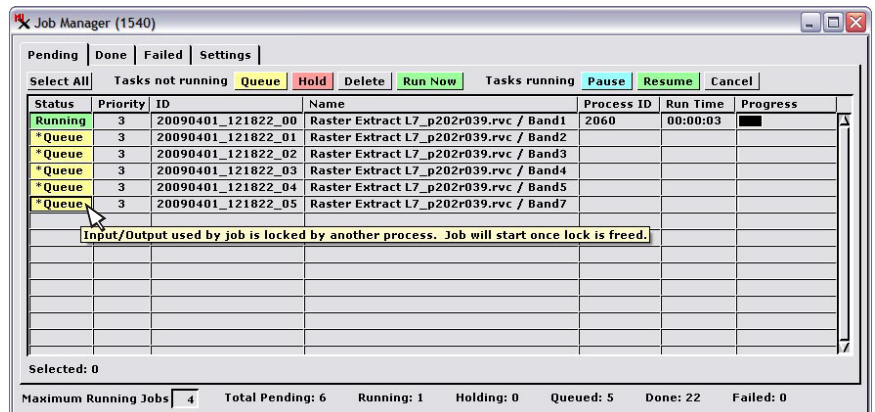 Job Manager (1540)
Pending Done Failed Settings
Select All Tasks not running Queue Hold Delete Run Now Tasks running Pause Resume Cancel
Status Priority ID Name Process ID Run Time Progress
Running 3 20090401_121822_00 Raster Extract L7_p202r039.rvc / Band1 2060 00:00:03
*Queue 3 20090401_121822_01 Raster Extract L7_p202r039.rvc / Band2
*Queue 3 20090401_121822_02 Raster Extract L7_p202r039.rvc / Band3
*Queue 3 20090401_121822_03 Raster Extract L7_p202r039.rvc / Band4
*Queue 3 20090401_121822_04 Raster Extract L7_p202r039.rvc / Band5
*Queue 3 20090401_121822_05 Raster Extract L7_p202r039.rvc / Band7
Input/Output used by job is locked by another process. Job will start once lock is freed.
Selected: 0
Maximum Running Jobs 4 Total Pending: 6 Running: 1 Holding: 0 Queued: 5 Done: 22 Failed: 0